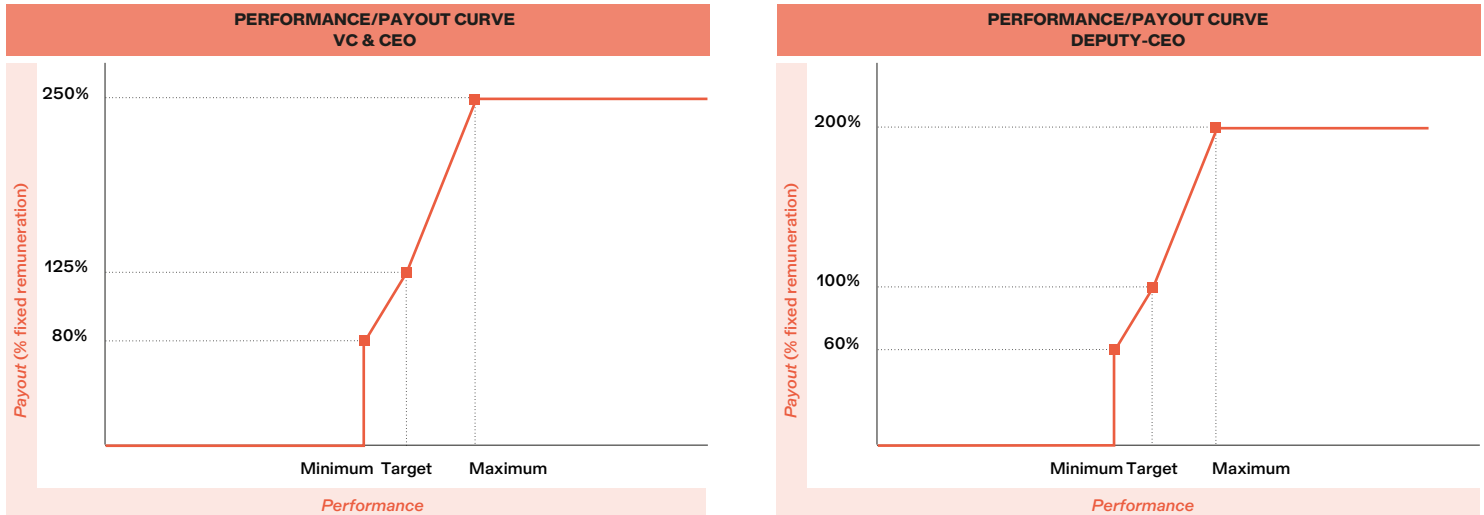 PERFORMANCE/PAYOUT CURVE
VC & CEO
Payout (% fixed remuneration)
250%
125%
80%
Minimum Target Maximum
Performance
PERFORMANCE/PAYOUT CURVE
DEPUTY-CEO
Payout (% fixed remuneration)
200%
100%
60%
Minimum Target Maximum
Performance